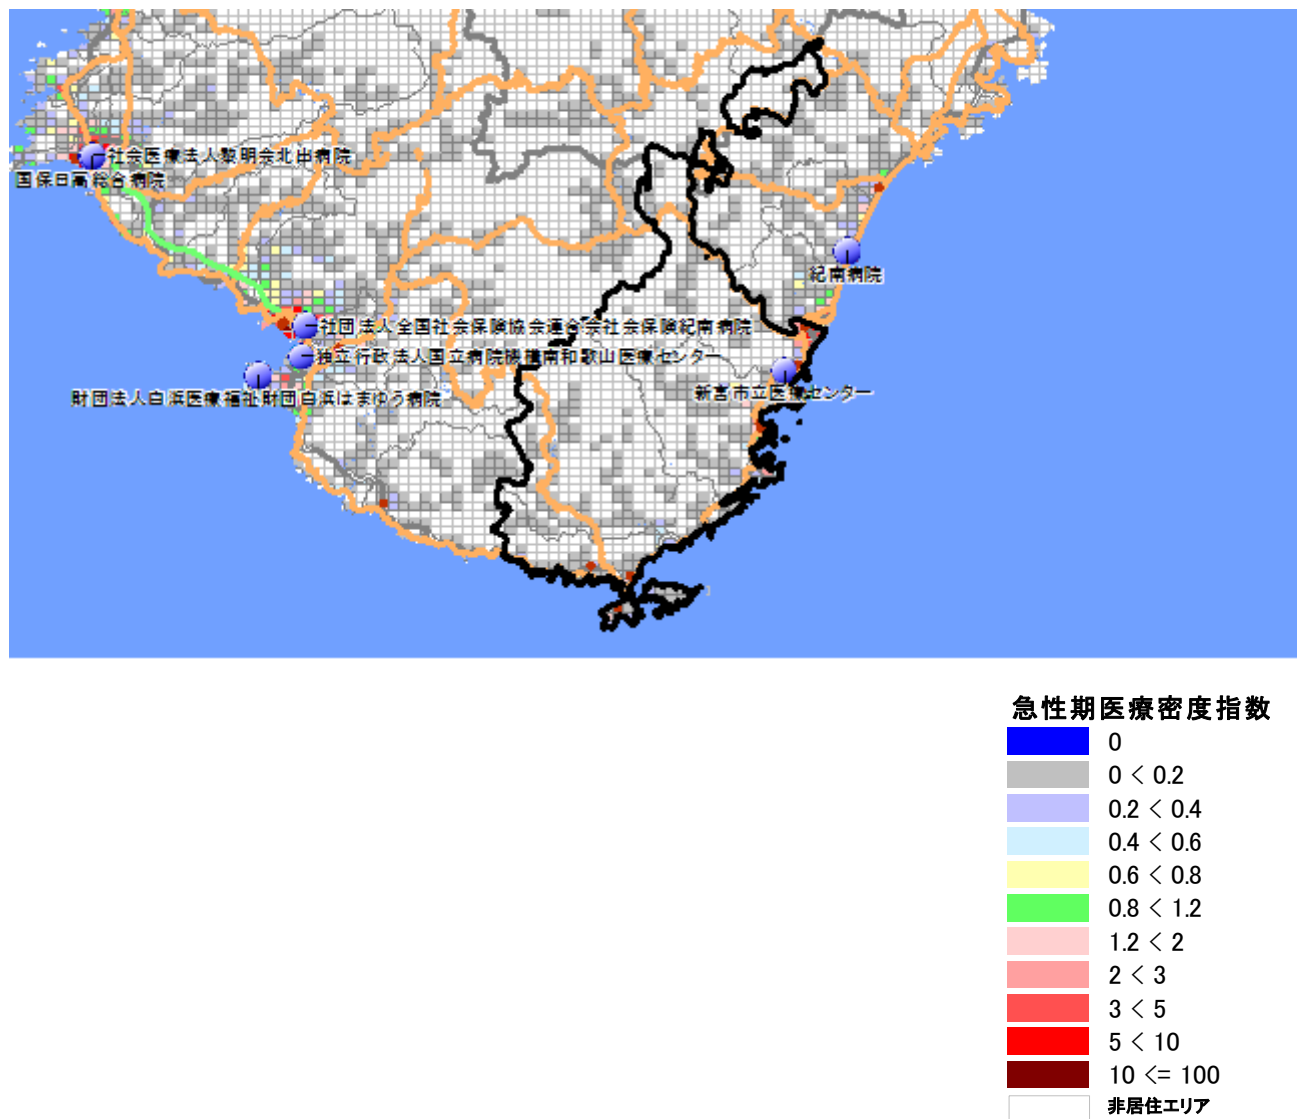 社会医療法人黎明会北出病院
国保日高総合病院
紀南病院
社団法人全国社会保険協会連合会社会保険紀南病院
独立行政法人国立病院機構南和歌山医療センター
財団法人白浜医療福祉財団白浜はまゆう病院
新宮市立医療センター
急性期医療密度指数
0
0 < 0.2
0.2 < 0.4
0.4 < 0.6
0.6 < 0.8
0.8 < 1.2
1.2 < 2
2 < 3
3 < 5
5 < 10
10 <= 100
非居住エリア